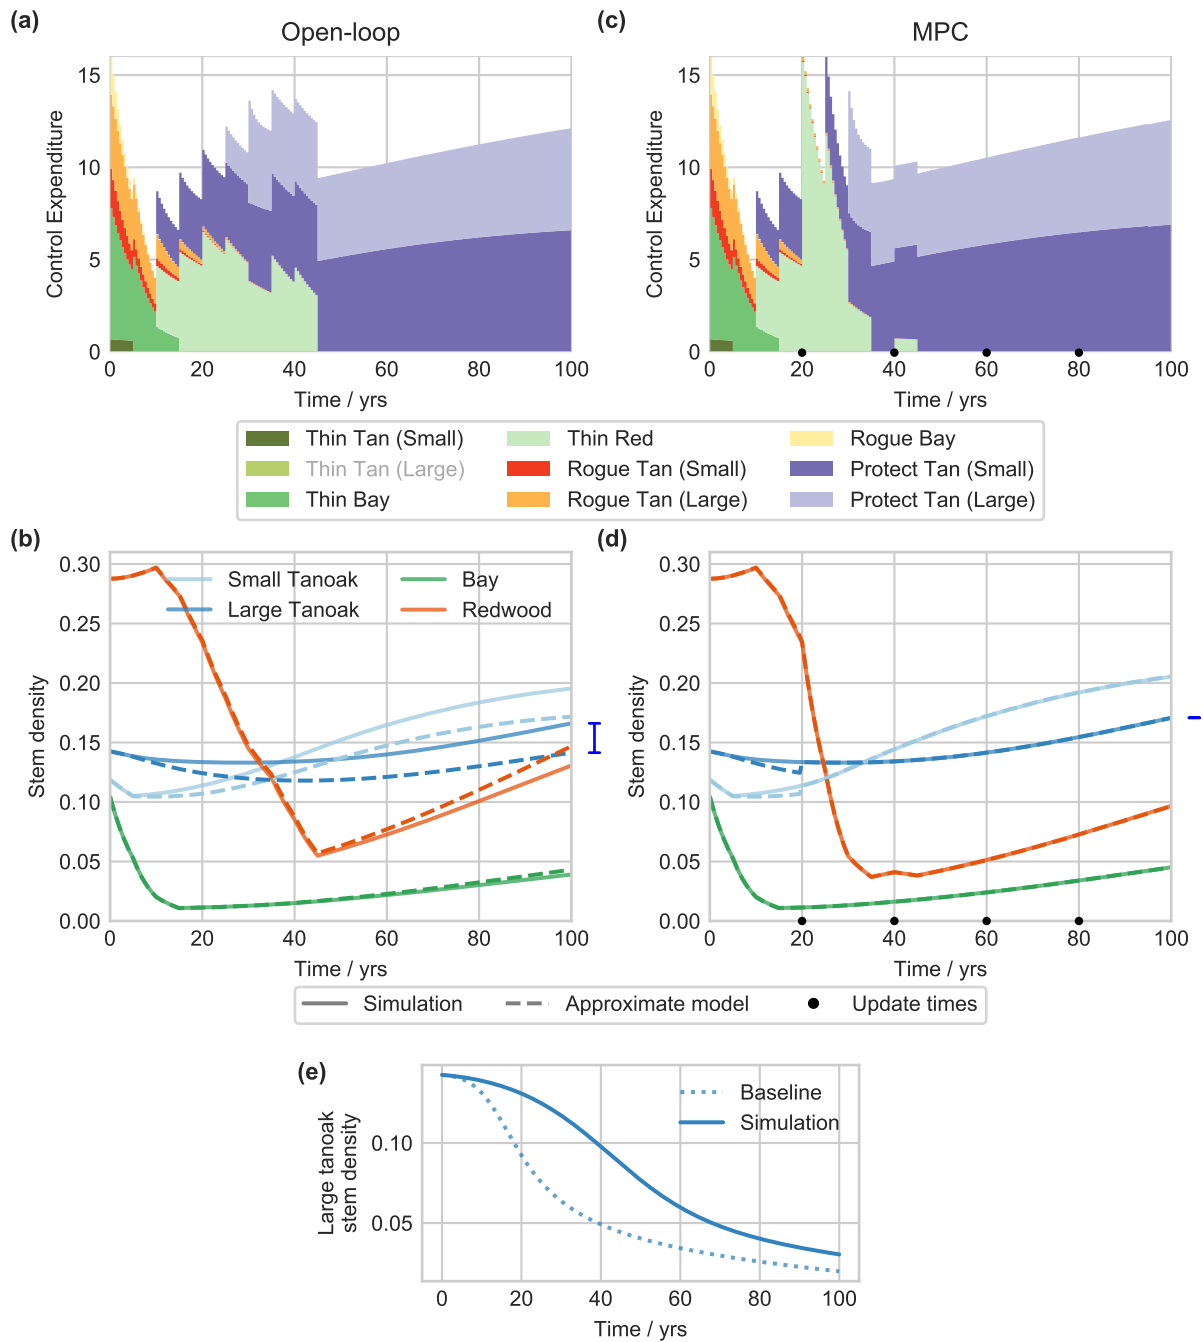 (a)
Open-loop
(c)
MPC
15
10
5
0
Control Expenditure
0 20 40 60 80 100
Time / yrs
15
10
5
0
Control Expenditure
0 20 40 60 80 100
Time / yrs
Thin Tan (Small)
Thin Tan (Large)
Thin Bay
Thin Red
Rogue Tan (Small)
Rogue Tan (Large)
Rogue Bay
Protect Tan (Small)
Protect Tan (Large)
(b)
0.30
0.25
0.20
0.15
0.10
0.05
0.00
Stem density
Small Tanoak
Large Tanoak
Bay
Redwood
0 20 40 60 80 100
Time / yrs
(d)
0.30
0.25
0.20
0.15
0.10
0.05
0.00
Stem density
0 20 40 60 80 100
Time / yrs
Simulation
Approximate model
Update times
(e)
Large tanoak
stem density
0.10
0.05
Baseline
Simulation
0 20 40 60 80 100
Time / yrs